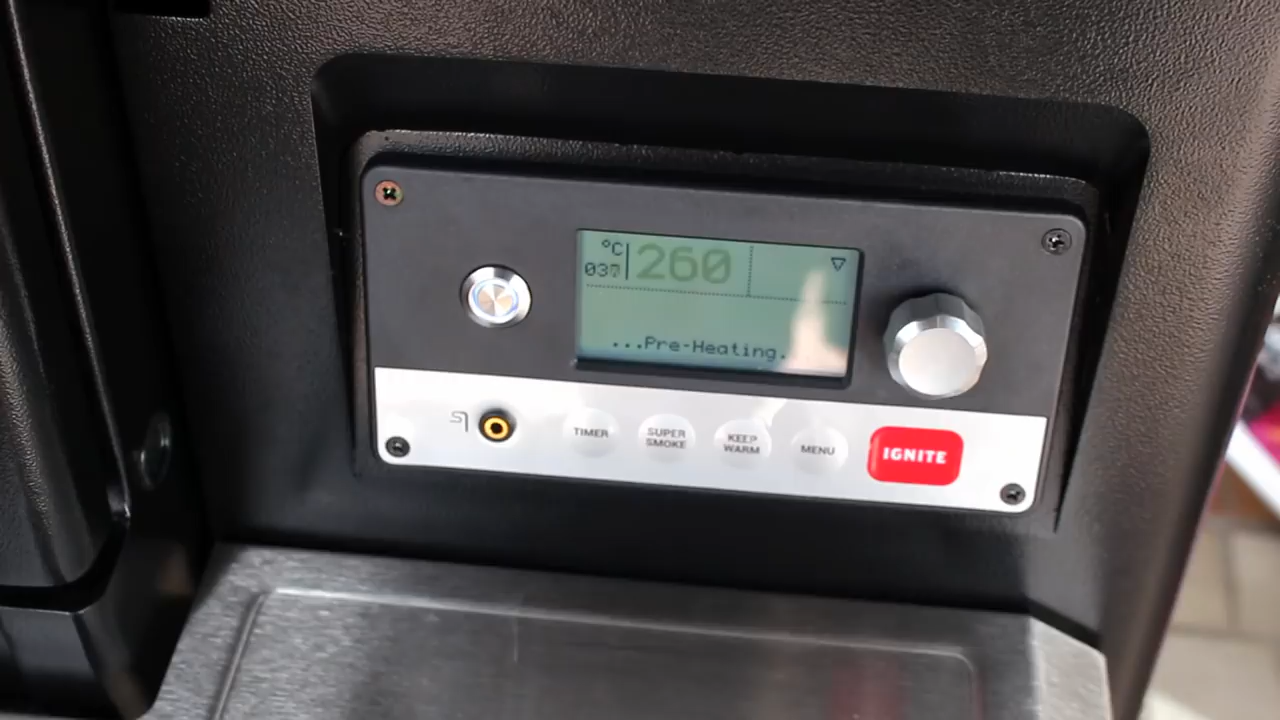 °C
260
...Pre-Heating.
TIMER
SUPER
SMOKE
KEEP
WARM
MENU
IGNITE